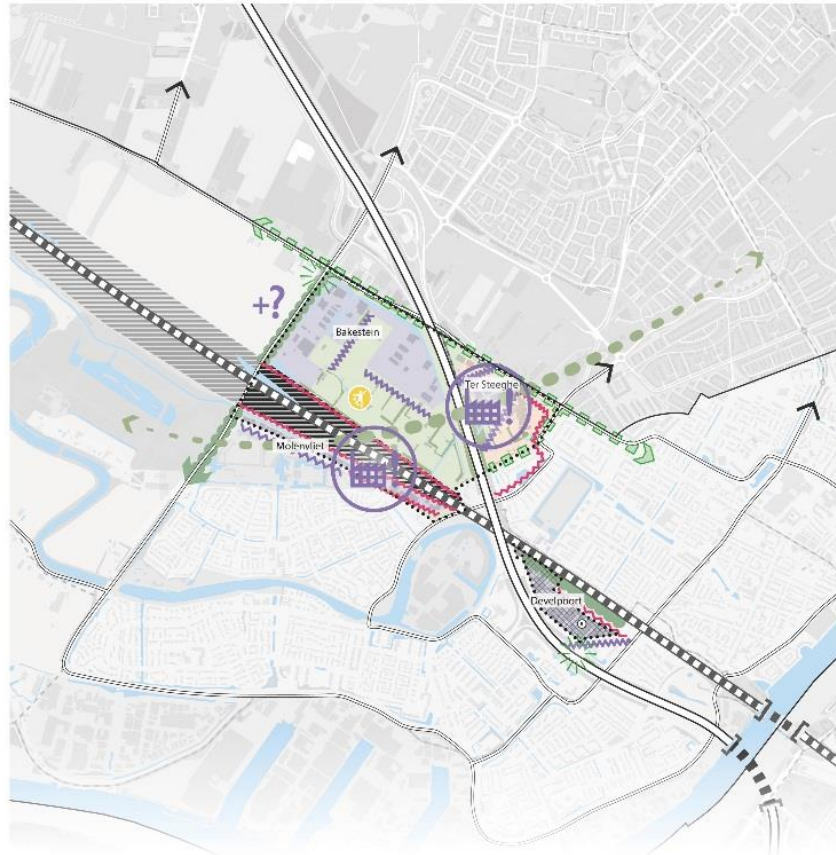 +?
Bakestein
Ter Steeghe
!
Molenvliet
!
Develpoort